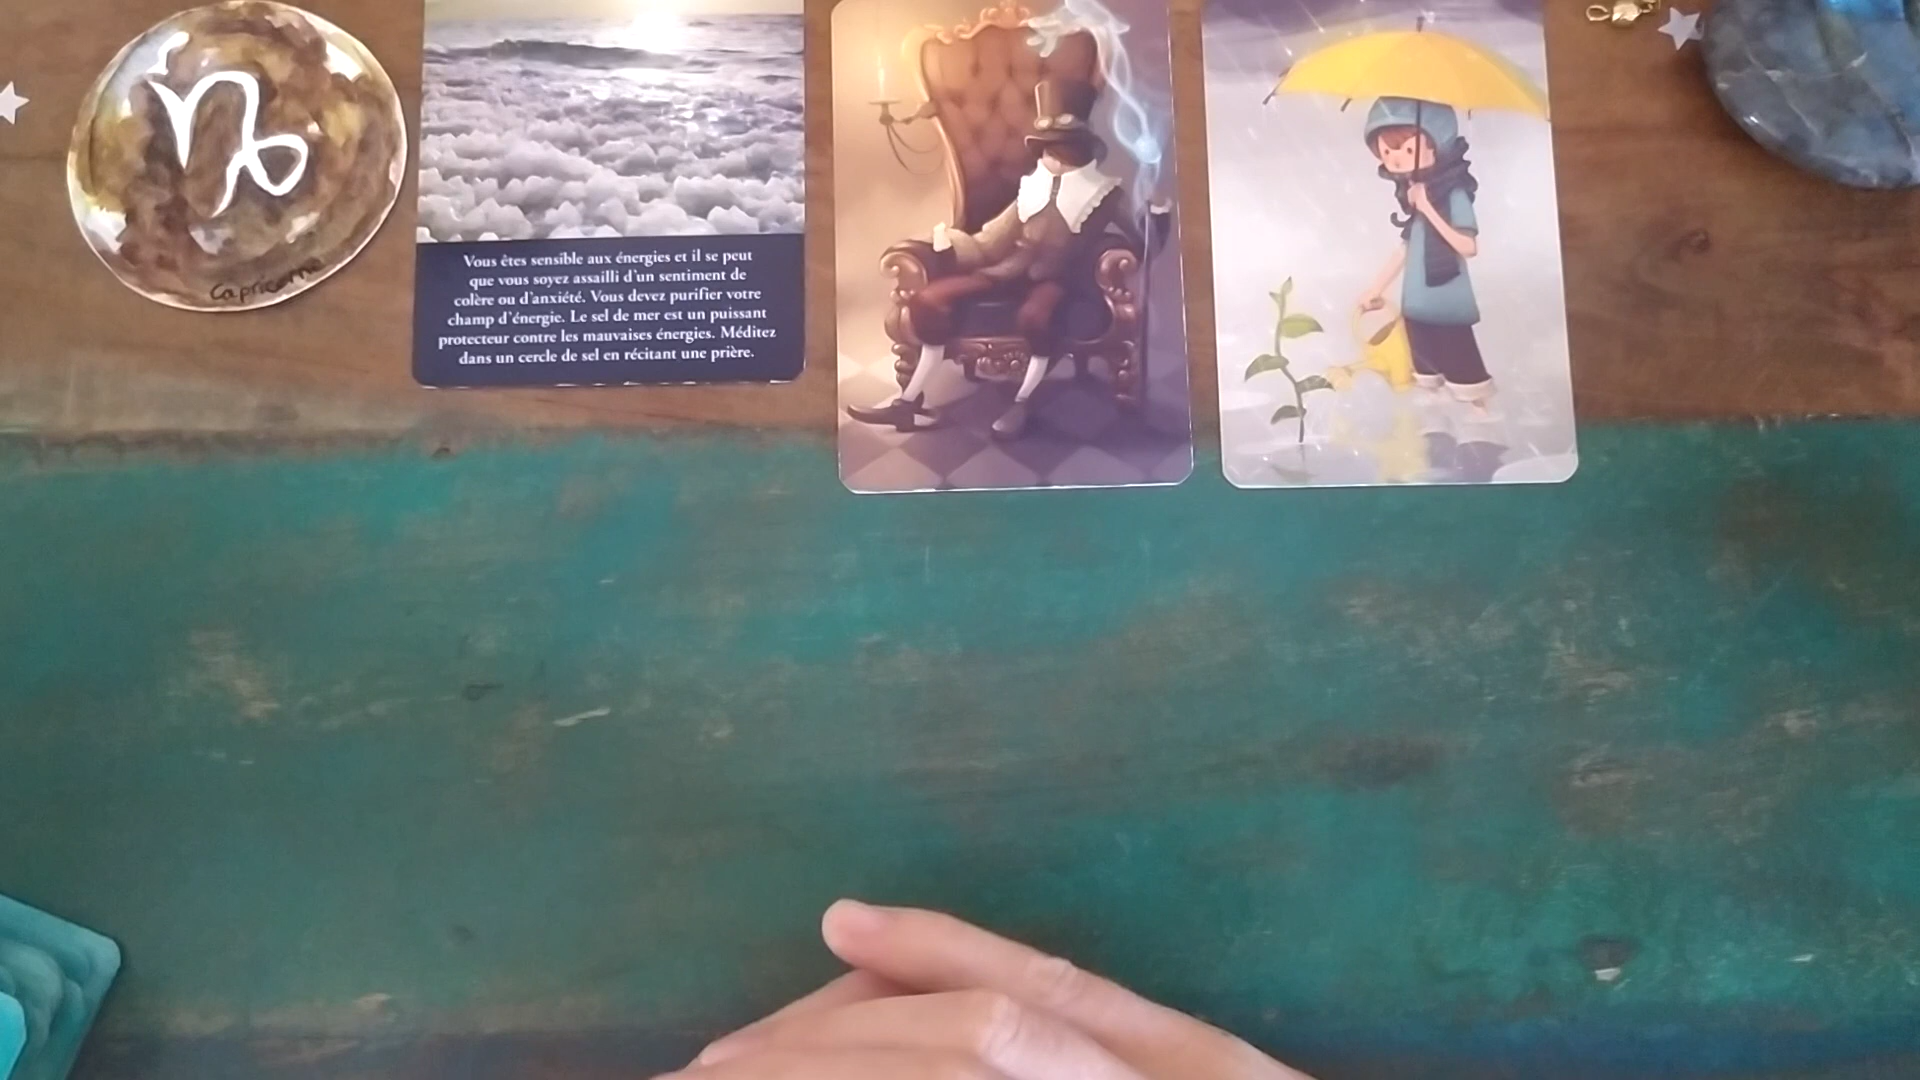 Capricorne
Vous êtes sensible aux énergies et il se peut
que vous soyez assailli d'un sentiment de
colère ou d'anxiété. Vous devez purifier votre
champ d'énergie. Le sel de mer est un puissant
protecteur contre les mauvaises énergies. Méditez
dans un cercle de sel en récitant une prière.